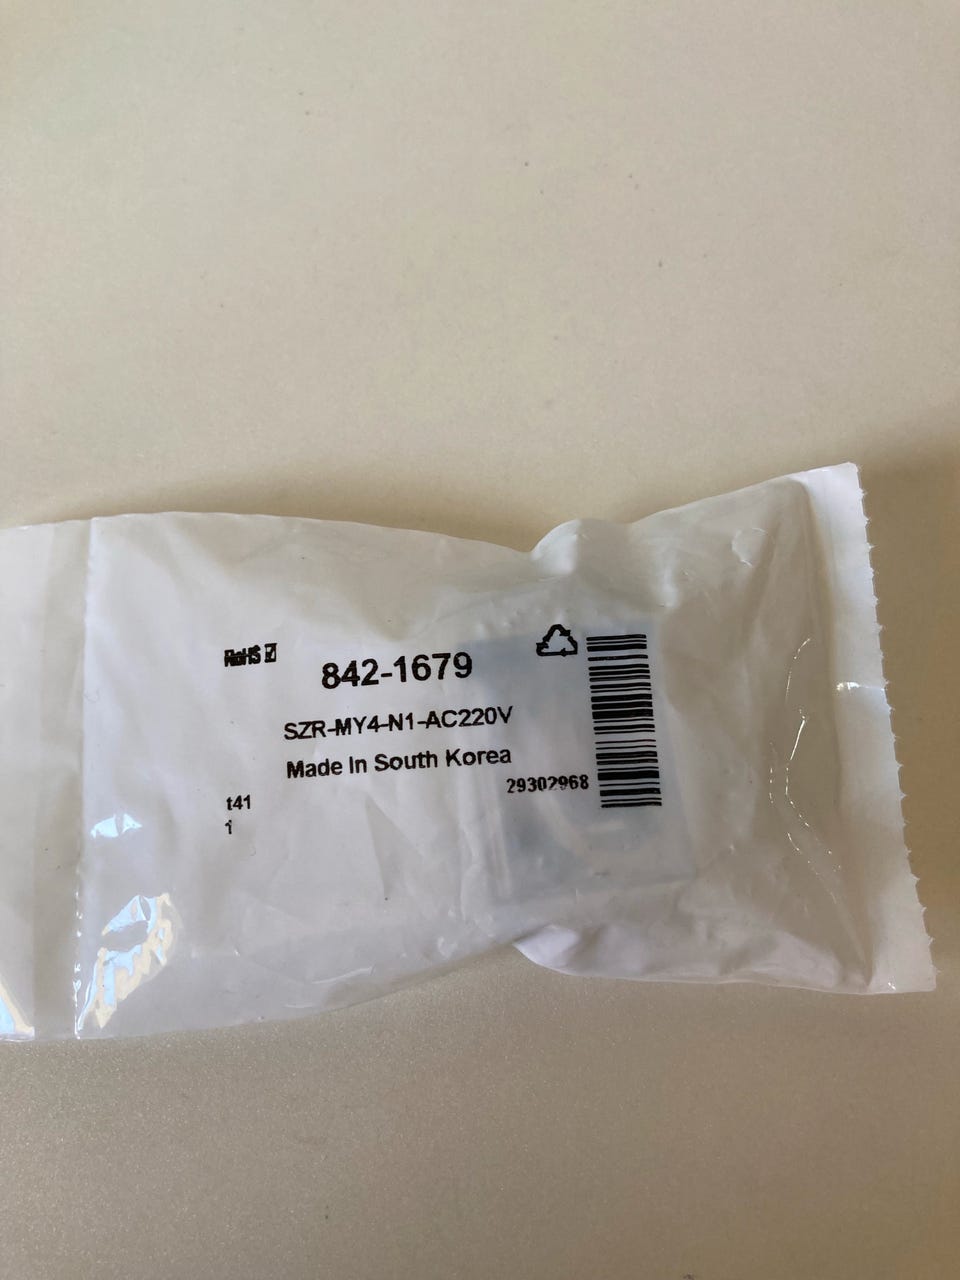 RoHS ☑
842-1679
SZR-MY4-N1-AC220V
Made In South Korea
29302968
t41
1